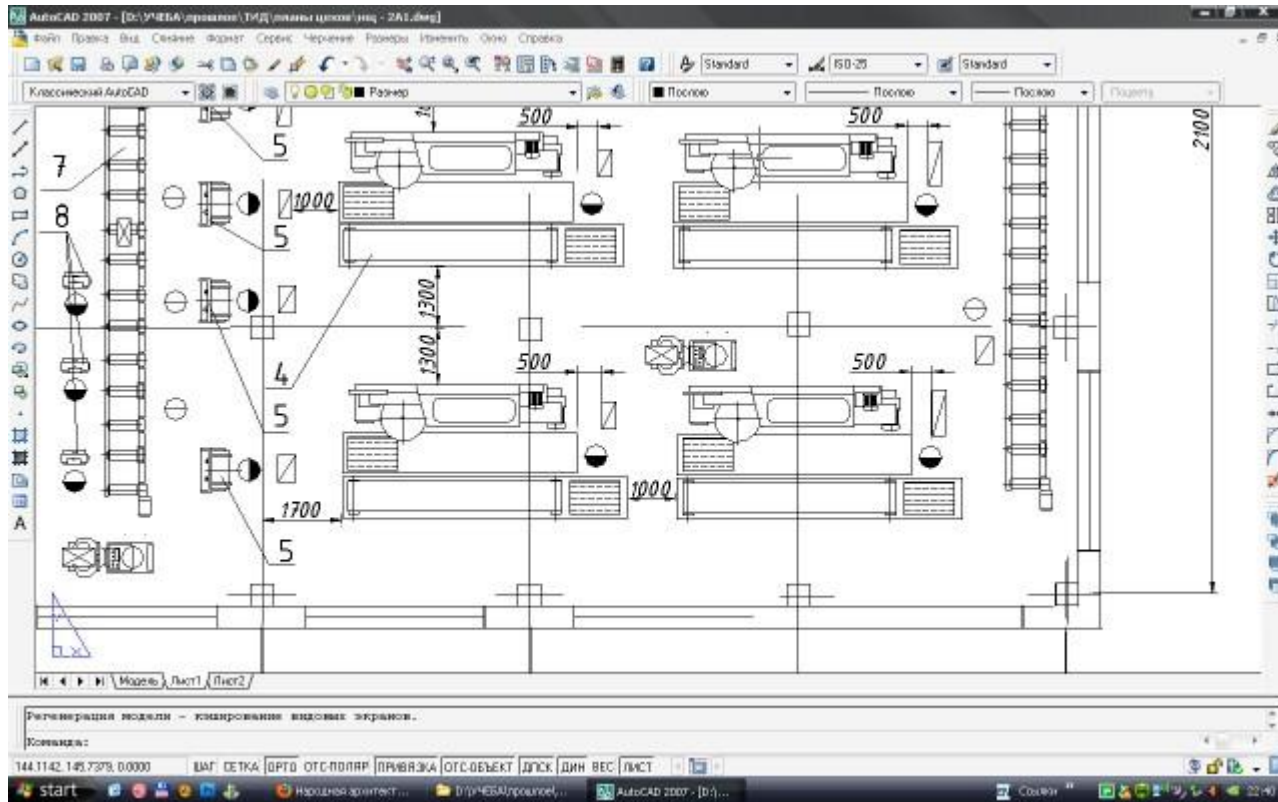 AutoCAD 2007 - [D:\УЧЕБА\прошлое\ТИД\планы цехов\нщ - 2А1.dwg]
Файл Правка Вид Слияние Формат Сервис Черчение Размеры Изменить Окно Справка
Standard ISO-25 Standard
Классический AutoCAD Размер Послою Послою Послою
500 500
2100
5
7
1000
8
5
1300
1300
500 500
4
5
1000
1700
5
Модель Лист1 Лист2
Регенерация модели - кэширование видовых экранов.
Команда:
144.1142, 145.7379, 0.0000 ШАГ СЕТКА ОРТО ОТС-ПОЛЯР ПРИВЯЗКА ОТС-ОБЪЕКТ ДПСК ДИН ВЕС ЛИСТ
start Народная архитект... D:\УЧЕБА\прошлое\... AutoCAD 2007 - [D:\... Ссылки 22:40